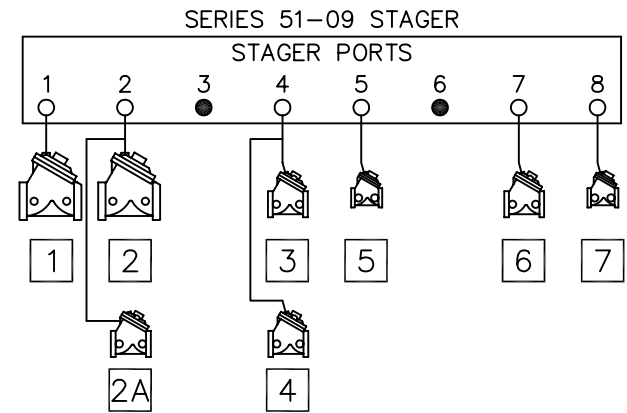 SERIES 51-09 STAGER
STAGER PORTS
1 2 3 4 5 6 7 8
1 2 3 5 6 7
2A 4